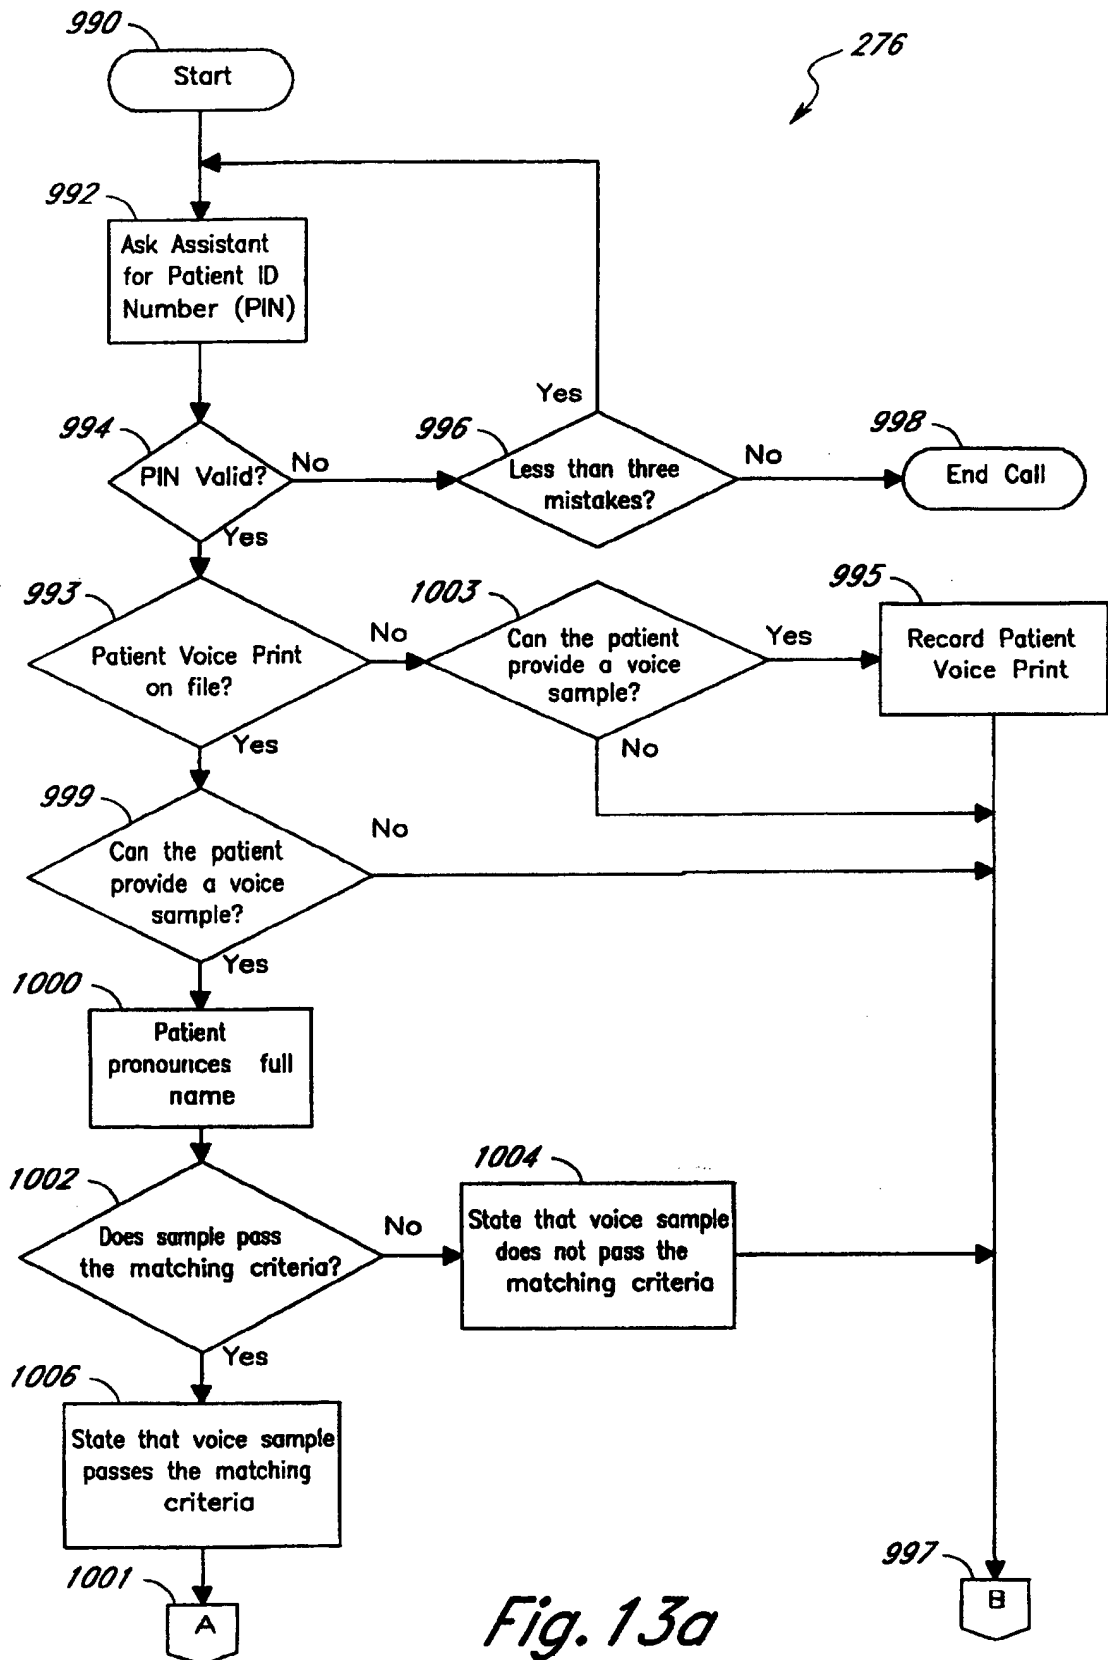 990
Start
276
992
Ask Assistant
for Patient ID
Number (PIN)
Yes
994
PIN Valid?
No
996
Less than three
mistakes?
No
998
End Call
Yes
993
Patient Voice Print
on file?
No
1003
Can the patient
provide a voice
sample?
Yes
995
Record Patient
Voice Print
No
Yes
999
Can the patient
provide a voice
sample?
No
Yes
1000
Patient
pronounces full
name
1002
Does sample pass
the matching criteria?
No
1004
State that voice sample
does not pass the
matching criteria
Yes
1006
State that voice sample
passes the matching
criteria
1001
A
997
B
Fig. 13a